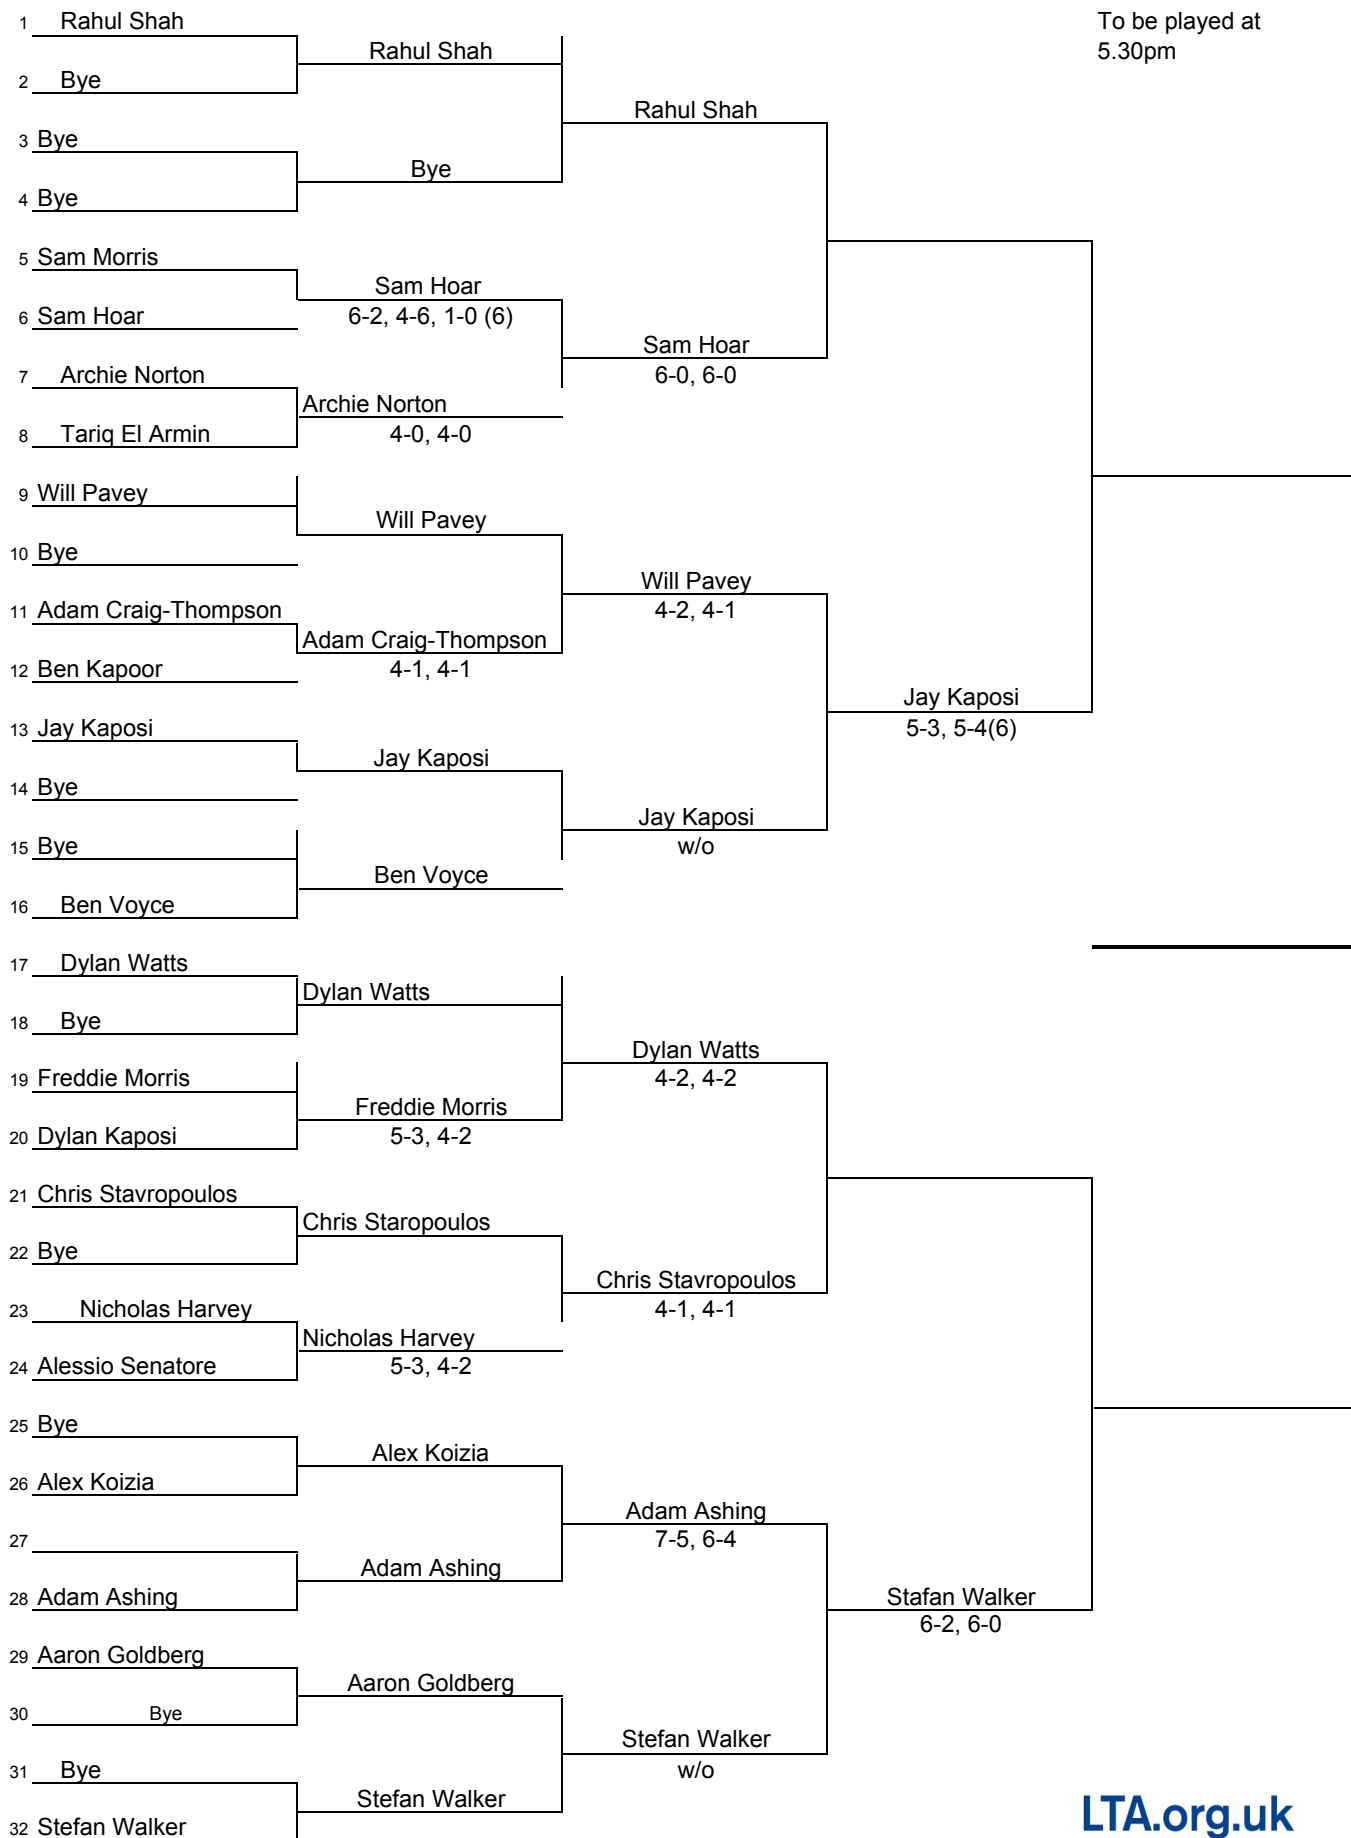 1 Rahul Shah
2 Bye
3 Bye
4 Bye
5 Sam Morris
6 Sam Hoar
7 Archie Norton
8 Tariq El Armin
9 Will Pavey
10 Bye
11 Adam Craig-Thompson
12 Ben Kapoor
13 Jay Kaposi
14 Bye
15 Bye
16 Ben Voyce
17 Dylan Watts
18 Bye
19 Freddie Morris
20 Dylan Kaposi
21 Chris Stavropoulos
22 Bye
23 Nicholas Harvey
24 Alessio Senatore
25 Bye
26 Alex Koizia
27
28 Adam Ashing
29 Aaron Goldberg
30 Bye
31 Bye
32 Stefan Walker
Rahul Shah
Bye
Sam Hoar
6-2, 4-6, 1-0 (6)
Archie Norton
4-0, 4-0
Will Pavey
Adam Craig-Thompson
4-1, 4-1
Jay Kaposi
Ben Voyce
Dylan Watts
Freddie Morris
5-3, 4-2
Chris Staropoulos
Nicholas Harvey
5-3, 4-2
Alex Koizia
Adam Ashing
Aaron Goldberg
Stefan Walker
Rahul Shah
Sam Hoar
6-0, 6-0
Will Pavey
4-2, 4-1
Jay Kaposi
w/o
Dylan Watts
4-2, 4-2
Chris Stavropoulos
4-1, 4-1
Adam Ashing
7-5, 6-4
Stefan Walker
w/o
Jay Kaposi
5-3, 5-4(6)
Stafan Walker
6-2, 6-0
To be played at
5.30pm
LTA.org.uk